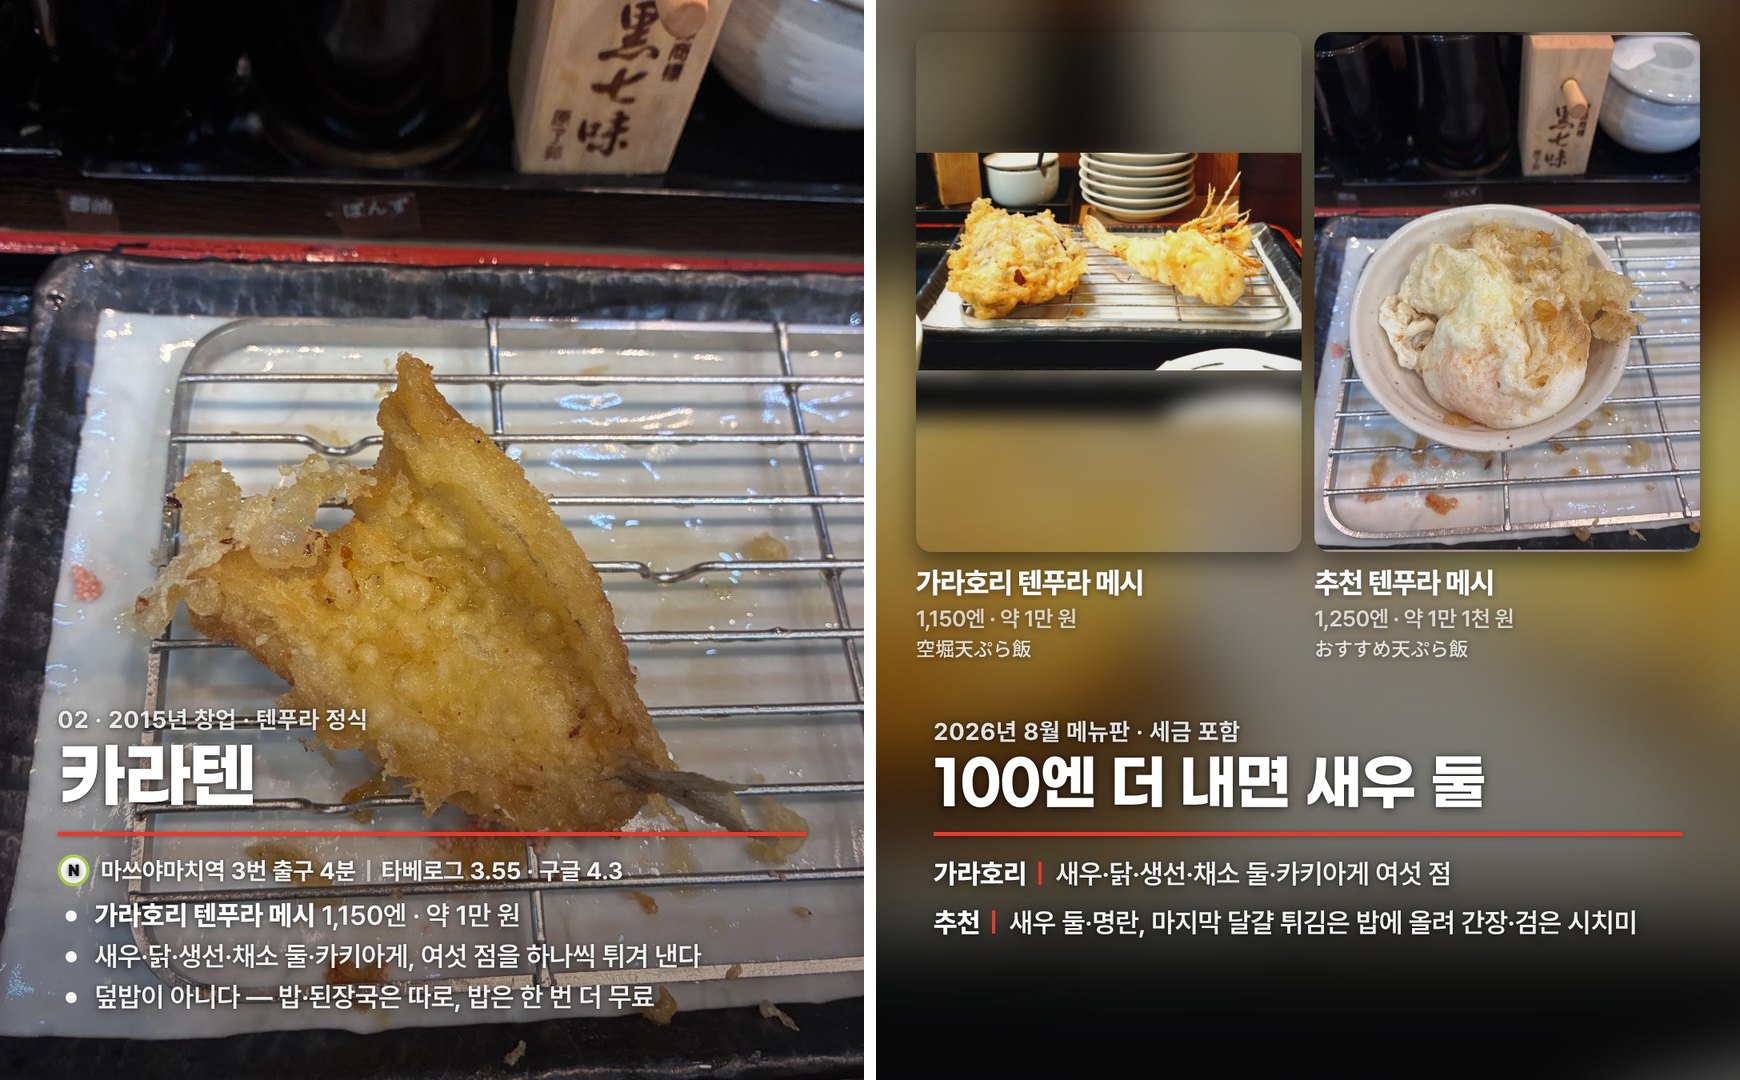 黒七味
原了郭
商標
醤油
ぽんず
02 · 2015년 창업 · 텐푸라 정식
카라텐
N 마쓰야마치역 3번 출구 4분 | 타베로그 3.55 · 구글 4.3
• 가라호리 텐푸라 메시 1,150엔 · 약 1만 원
• 새우·닭·생선·채소 둘·카키아게, 여섯 점을 하나씩 튀겨 낸다
• 덮밥이 아니다 — 밥·된장국은 따로, 밥은 한 번 더 무료
黒七味
가라호리 텐푸라 메시
1,150엔 · 약 1만 원
空堀天ぷら飯
추천 텐푸라 메시
1,250엔 · 약 1만 1천 원
おすすめ天ぷら飯
2026년 8월 메뉴판 · 세금 포함
100엔 더 내면 새우 둘
가라호리 | 새우·닭·생선·채소 둘·카키아게 여섯 점
추천 | 새우 둘·명란, 마지막 달걀 튀김은 밥에 올려 간장·검은 시치미